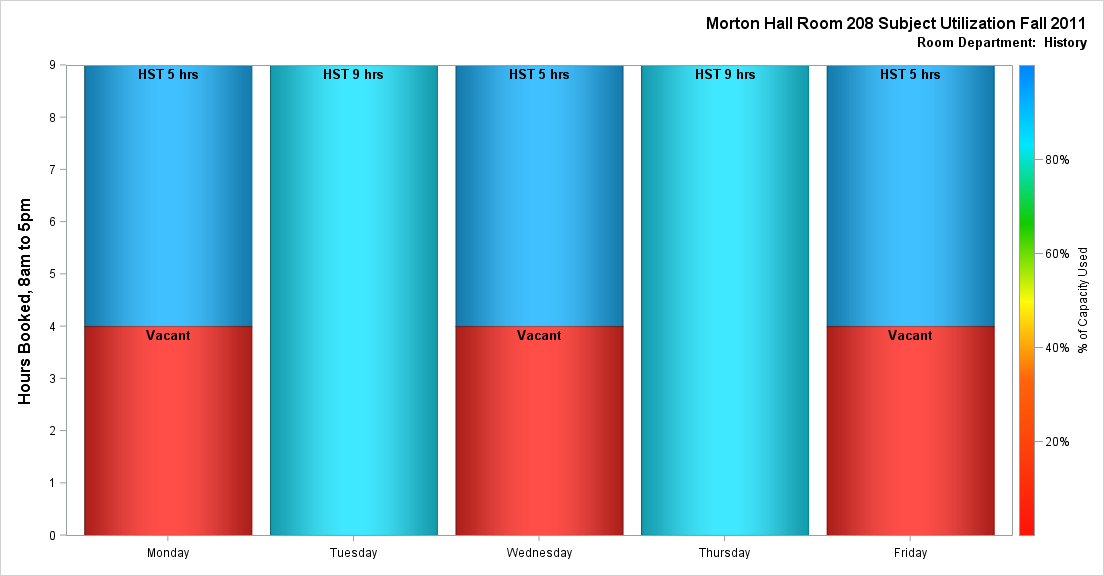 Morton Hall Room 208 Subject Utilization Fall 2011
Room Department:  History
Hours Booked, 8am to 5pm
9
8
7
6
5
4
3
2
1
0
HST 5 hrs
HST 9 hrs
HST 5 hrs
HST 9 hrs
HST 5 hrs
Vacant
Vacant
Vacant
Monday
Tuesday
Wednesday
Thursday
Friday
80%
60%
40%
20%
% of Capacity Used